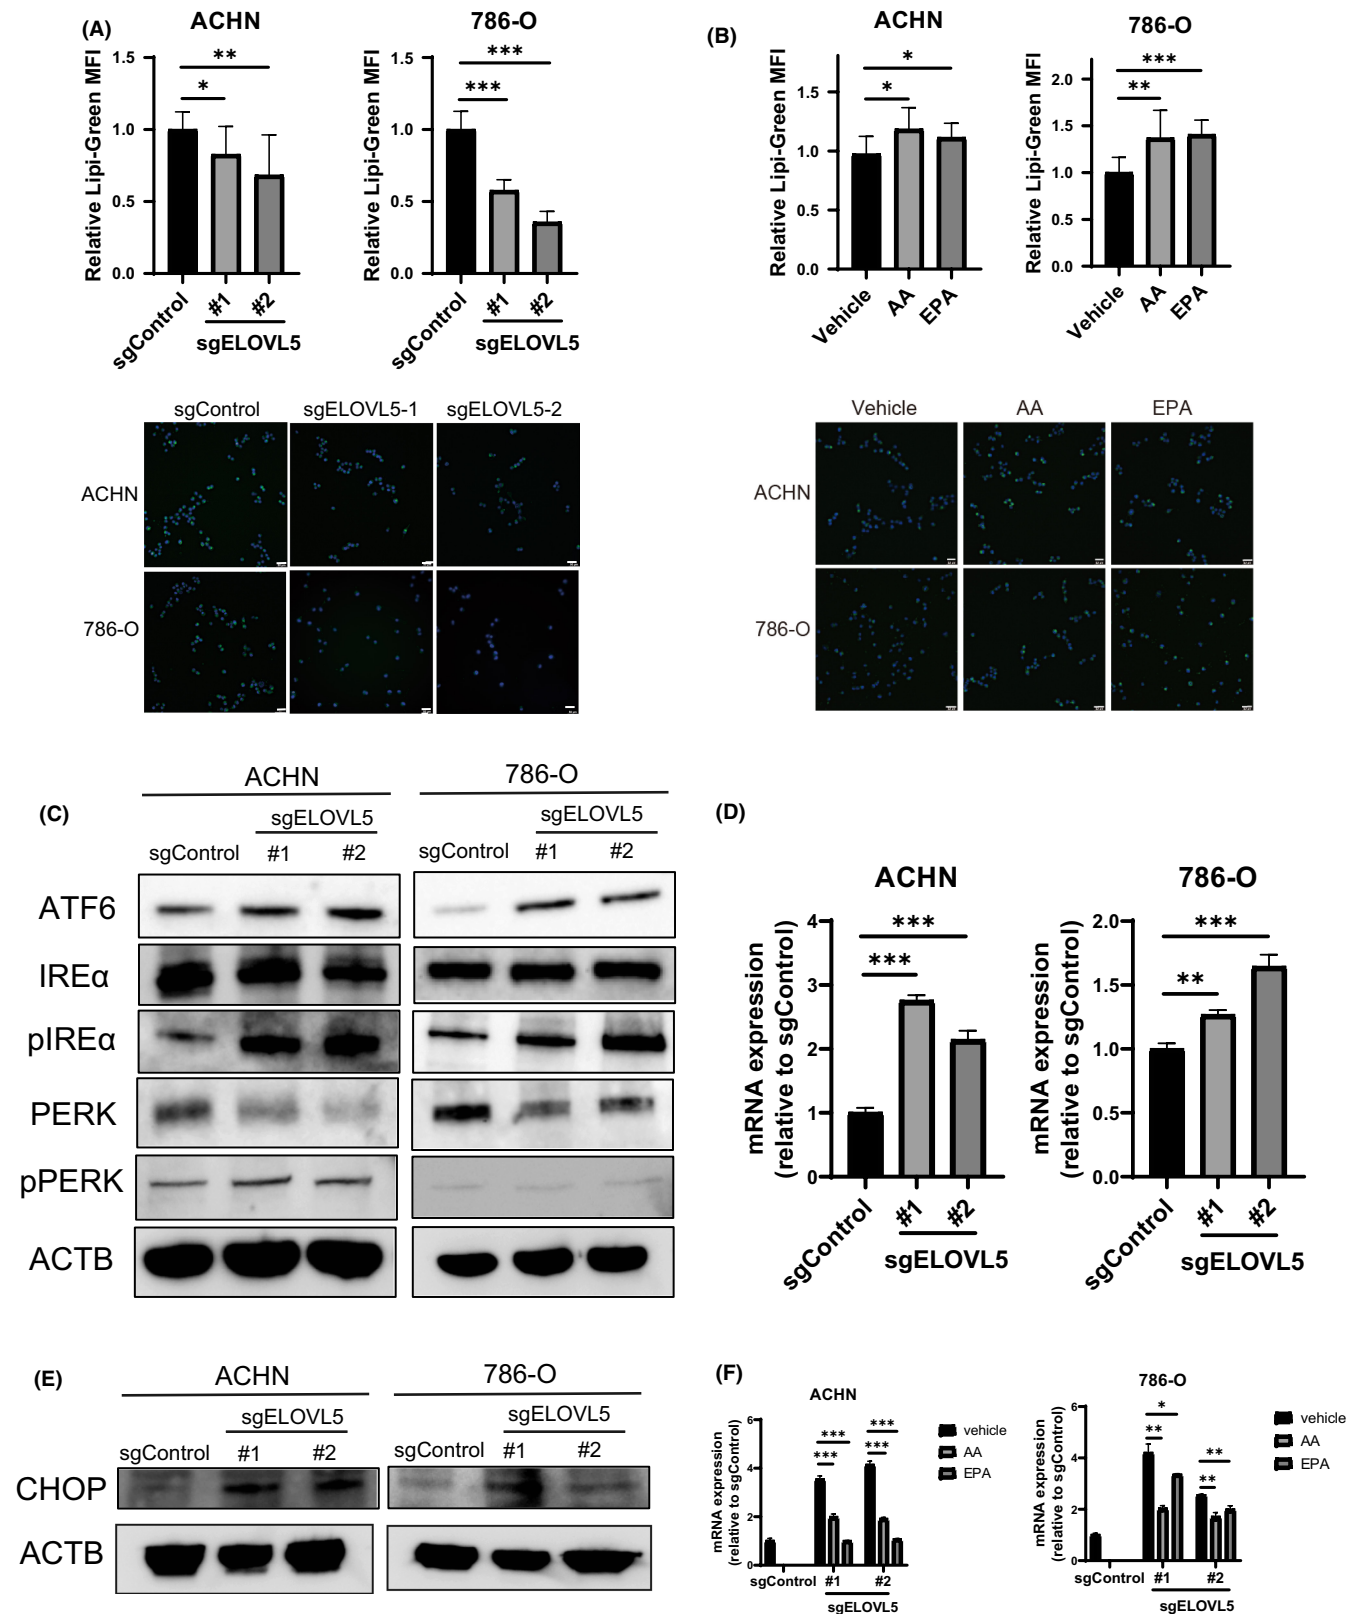 (A)
ACHN
786-O
Relative Lipi-Green MFI
1.5
1.0
0.5
0.0
**
*
sgControl
#1
#2
sgELOVL5
Relative Lipi-Green MFI
1.5
1.0
0.5
0.0
***
***
sgControl
#1
#2
sgELOVL5
sgControl sgELOVL5-1 sgELOVL5-2
ACHN
786-O
(B)
ACHN
786-O
Relative Lipi-Green MFI
1.5
1.0
0.5
0.0
*
*
Vehicle
AA
EPA
Relative Lipi-Green MFI
2.0
1.5
1.0
0.5
0.0
***
**
Vehicle
AA
EPA
Vehicle AA EPA
ACHN
786-O
(C)
ACHN 786-O
sgELOVL5 sgELOVL5
sgControl #1 #2 sgControl #1 #2
ATF6
IREα
pIREα
PERK
pPERK
ACTB
(D)
ACHN
mRNA expression
(relative to sgControl)
4
3
2
1
0
***
***
sgControl
#1
#2
sgELOVL5
786-O
mRNA expression
(relative to sgControl)
2.0
1.5
1.0
0.5
0.0
***
**
sgControl
#1
#2
sgELOVL5
(E)
ACHN 786-O
sgELOVL5 sgELOVL5
sgControl #1 #2 sgControl #1 #2
CHOP
ACTB
(F)
ACHN
mRNA expression
(relative to sgControl)
6
4
2
0
*** ***
*** ***
vehicle
AA
EPA
sgControl #1 #2
sgELOVL5
786-O
mRNA expression
(relative to sgControl)
6
4
2
0
*
**
**
**
vehicle
AA
EPA
sgControl #1 #2
sgELOVL5